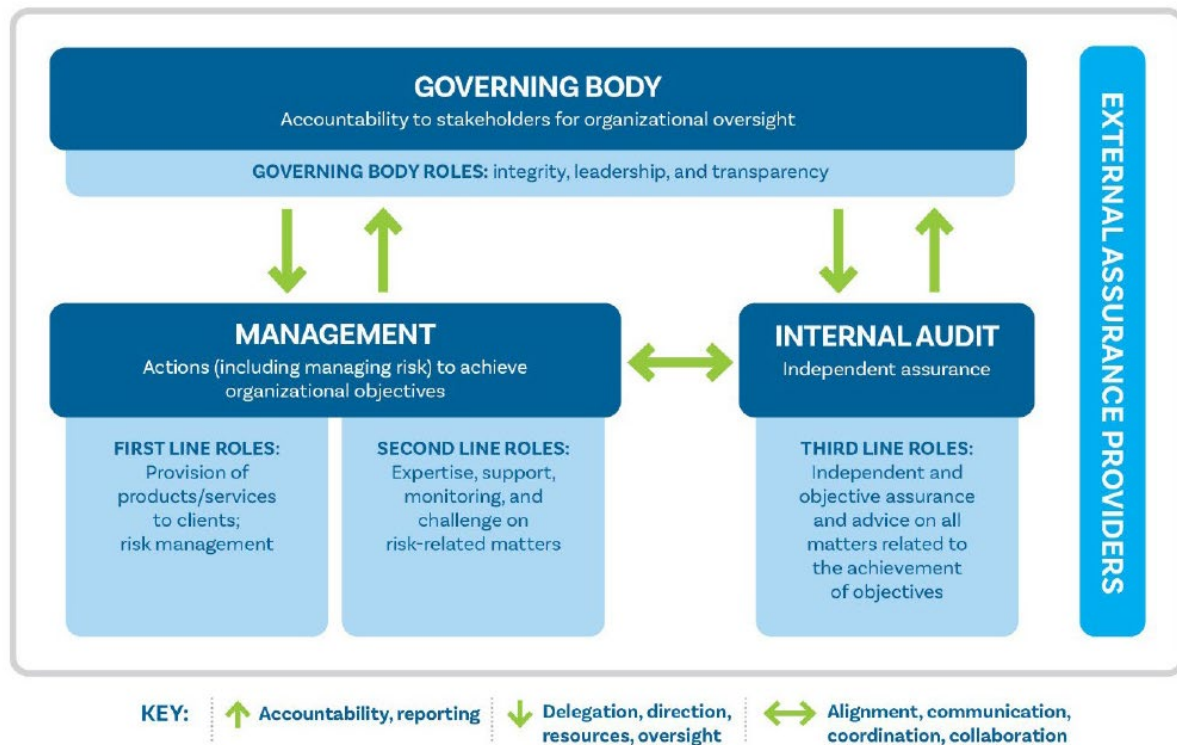 GOVERNING BODY
Accountability to stakeholders for organizational oversight
GOVERNING BODY ROLES: integrity, leadership, and transparency
MANAGEMENT
Actions (including managing risk) to achieve
organizational objectives
FIRST LINE ROLES:
Provision of
products/services
to clients;
risk management
SECOND LINE ROLES:
Expertise, support,
monitoring, and
challenge on
risk-related matters
INTERNAL AUDIT
Independent assurance
THIRD LINE ROLES:
Independent and
objective assurance
and advice on all
matters related to
the achievement
of objectives
EXTERNAL ASSURANCE PROVIDERS
KEY:
Accountability, reporting
Delegation, direction,
resources, oversight
Alignment, communication,
coordination, collaboration